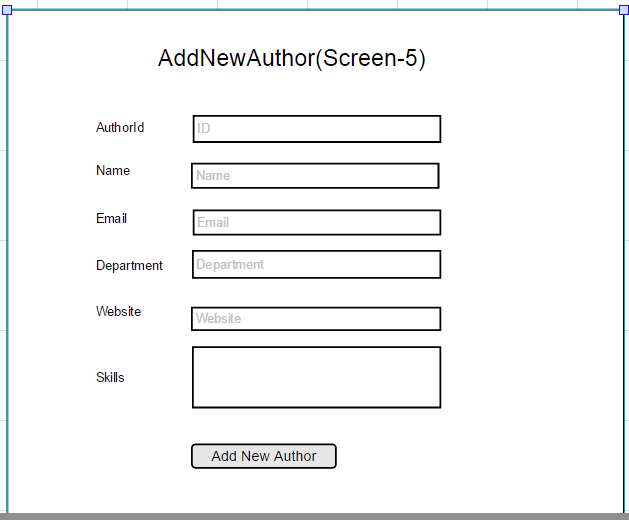 AddNewAuthor(Screen-5)
AuthorId ID
Name Name
Email Email
Department Department
Website Website
Skills
Add New Author